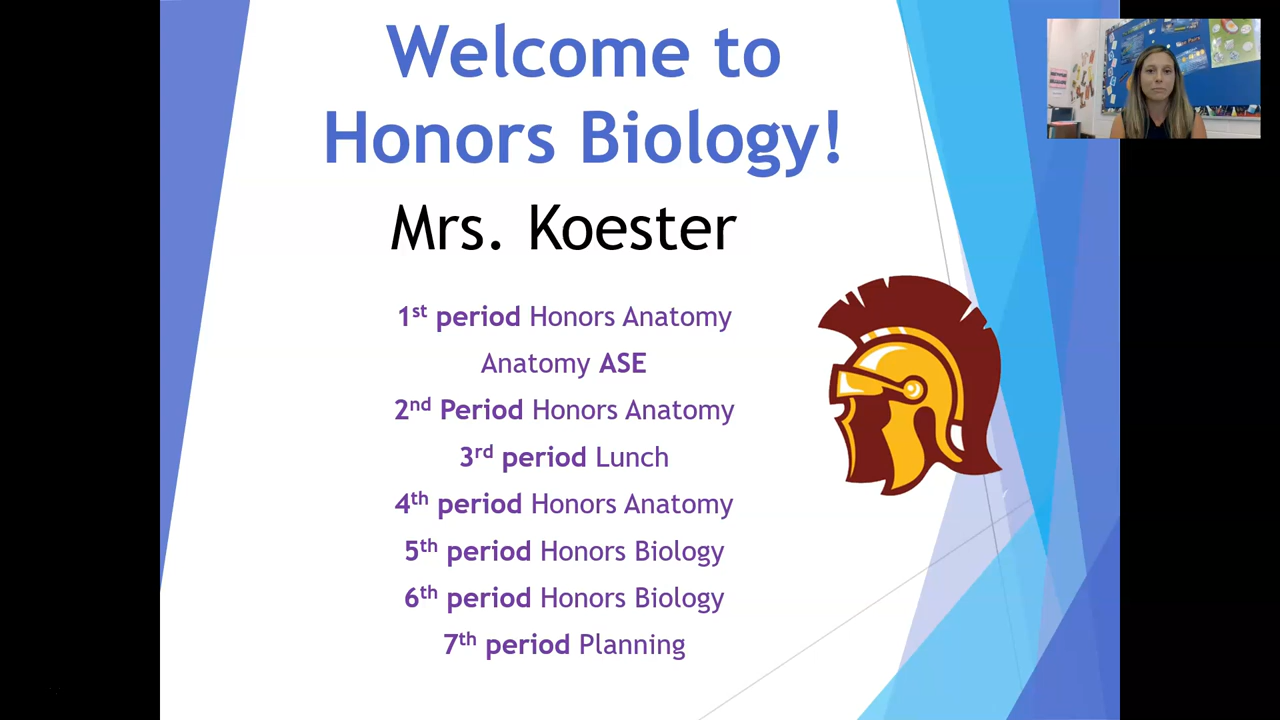 Welcome to
Honors Biology!
Mrs. Koester
1st period Honors Anatomy
Anatomy ASE
2nd Period Honors Anatomy
3rd period Lunch
4th period Honors Anatomy
5th period Honors Biology
6th period Honors Biology
7th period Planning